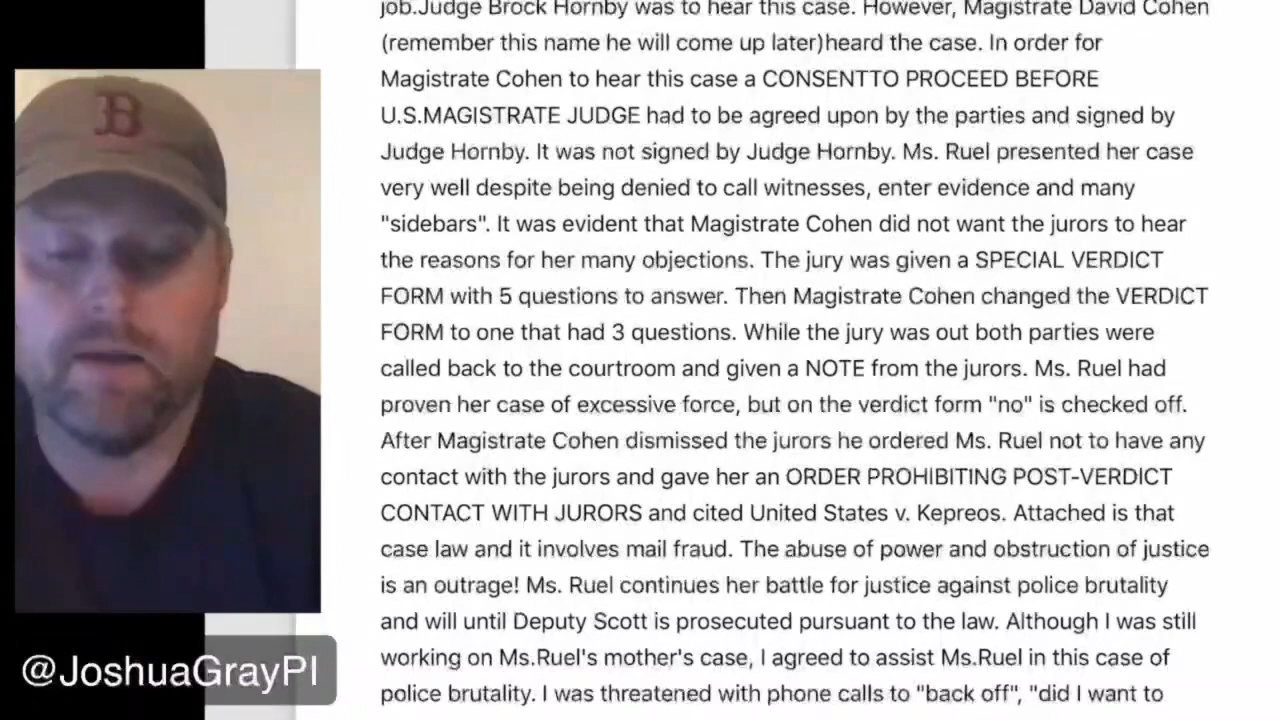 job.Judge Brock Hornby was to hear this case. However, Magistrate David Cohen
(remember this name he will come up later)heard the case. In order for
Magistrate Cohen to hear this case a CONSENTTO PROCEED BEFORE
U.S.MAGISTRATE JUDGE had to be agreed upon by the parties and signed by
Judge Hornby. It was not signed by Judge Hornby. Ms. Ruel presented her case
very well despite being denied to call witnesses, enter evidence and many
"sidebars". It was evident that Magistrate Cohen did not want the jurors to hear
the reasons for her many objections. The jury was given a SPECIAL VERDICT
FORM with 5 questions to answer. Then Magistrate Cohen changed the VERDICT
FORM to one that had 3 questions. While the jury was out both parties were
called back to the courtroom and given a NOTE from the jurors. Ms. Ruel had
proven her case of excessive force, but on the verdict form "no" is checked off.
After Magistrate Cohen dismissed the jurors he ordered Ms. Ruel not to have any
contact with the jurors and gave her an ORDER PROHIBITING POST-VERDICT
CONTACT WITH JURORS and cited United States v. Kepreos. Attached is that
case law and it involves mail fraud. The abuse of power and obstruction of justice
is an outrage! Ms. Ruel continues her battle for justice against police brutality
and will until Deputy Scott is prosecuted pursuant to the law. Although I was still
working on Ms.Ruel's mother's case, I agreed to assist Ms.Ruel in this case of
police brutality. I was threatened with phone calls to "back off", "did I want to
B
@JoshuaGrayPI